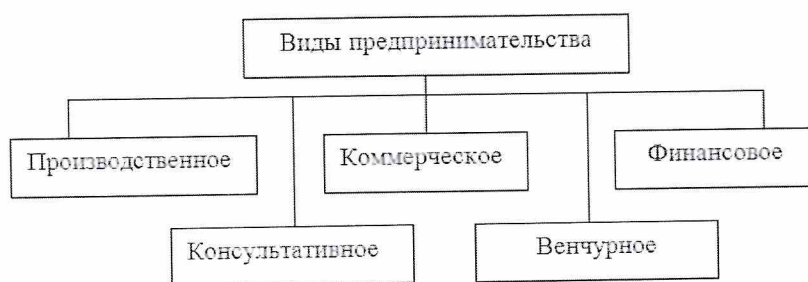 Виды предпринимательства
Производственное
Коммерческое
Финансовое
Консультативное
Венчурное